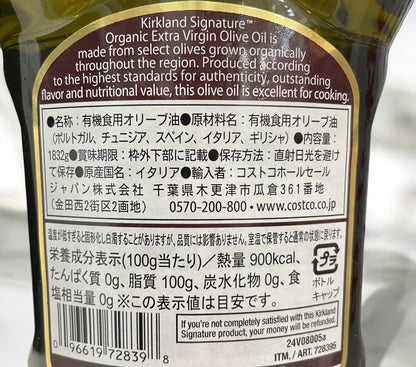 Kirkland Signature™
Organic Extra Virgin Olive Oil is
made from select olives grown organically
throughout the region. Produced according
to the highest standards for authenticity, outstanding
flavor and nutritional value, this olive oil is excellent for cooking.
●名称:有機食用オリーブ油●原材料名:有機食用オリーブ油
(ポルトガル、チュニジア、スペイン、イタリア、ギリシャ)●内容量:
1832g●賞味期限:枠外下部に記載●保存方法:直射日光を避け
て保存●原産国名:イタリア●輸入者:コストコホールセール
ジャパン株式会社 千葉県木更津市瓜倉361番地
(金田西2街区2画地) 0570-200-800・www.costco.co.jp
温度が低すぎると固形化し白濁することがありますが、品質には影響ありません。室温で保管すると通常の状態に戻ります。
栄養成分表示(100g当たり)/熱量 900kcal、
たんぱく質 0g、脂質 100g、炭水化物 0g、食
塩相当量 0g ※この表示値は目安です。
PET
ボトル
キャップ
If you're not completely satisfied with this Kirkland
Signature product, your money will be refunded.
24V08005a
ITM. / ART. 728395
0 96619 72839 8